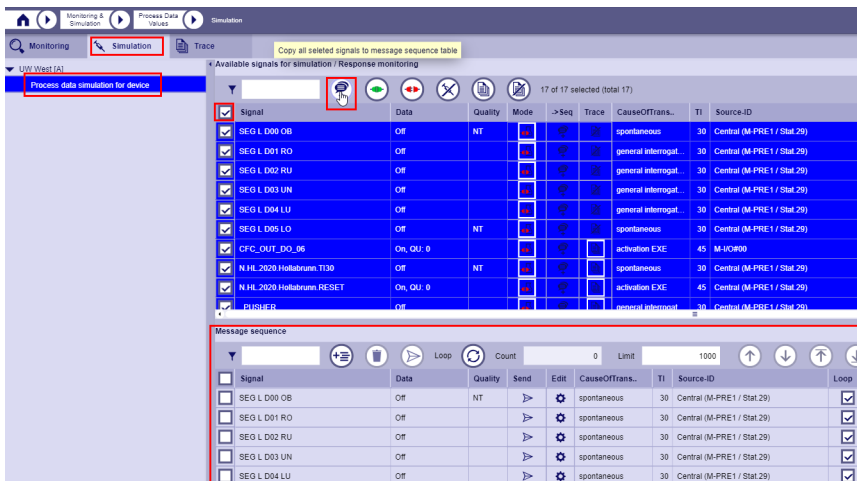 Monitoring & Simulation
Process Data Values
Simulation
Monitoring
Simulation
Trace
Copy all seleted signals to message sequence table
UW West [A]
Process data simulation for device
Available signals for simulation / Response monitoring
17 of 17 selected (total 17)
Signal Data Quality Mode ->Seq Trace CauseOfTrans.. TI Source-ID
SEG L D00 OB Off NT spontaneous 30 Central (M-PRE1 / Stat.29)
SEG L D01 RO Off general interrogat... 30 Central (M-PRE1 / Stat.29)
SEG L D02 RU Off general interrogat... 30 Central (M-PRE1 / Stat.29)
SEG L D03 UN Off general interrogat... 30 Central (M-PRE1 / Stat.29)
SEG L D04 LU Off general interrogat... 30 Central (M-PRE1 / Stat.29)
SEG L D05 LO Off NT spontaneous 30 Central (M-PRE1 / Stat.29)
CFC_OUT_DO_06 On, QU: 0 activation EXE 45 M-I/O#00
N.HL.2020.Hollabrunn.TI30 Off NT spontaneous 30 Central (M-PRE1 / Stat.29)
N.HL.2020.Hollabrunn.RESET On, QU: 0 activation EXE 45 Central (M-PRE1 / Stat.29)
_PUSHER Off general interrogat... 30 Central (M-PRE1 / Stat.29)
Message sequence
Loop Count 0 Limit 1000
Signal Data Quality Send Edit CauseOfTrans.. TI Source-ID Loop
SEG L D00 OB Off NT spontaneous 30 Central (M-PRE1 / Stat.29)
SEG L D01 RO Off spontaneous 30 Central (M-PRE1 / Stat.29)
SEG L D02 RU Off spontaneous 30 Central (M-PRE1 / Stat.29)
SEG L D03 UN Off spontaneous 30 Central (M-PRE1 / Stat.29)
SEG L D04 LU Off spontaneous 30 Central (M-PRE1 / Stat.29)